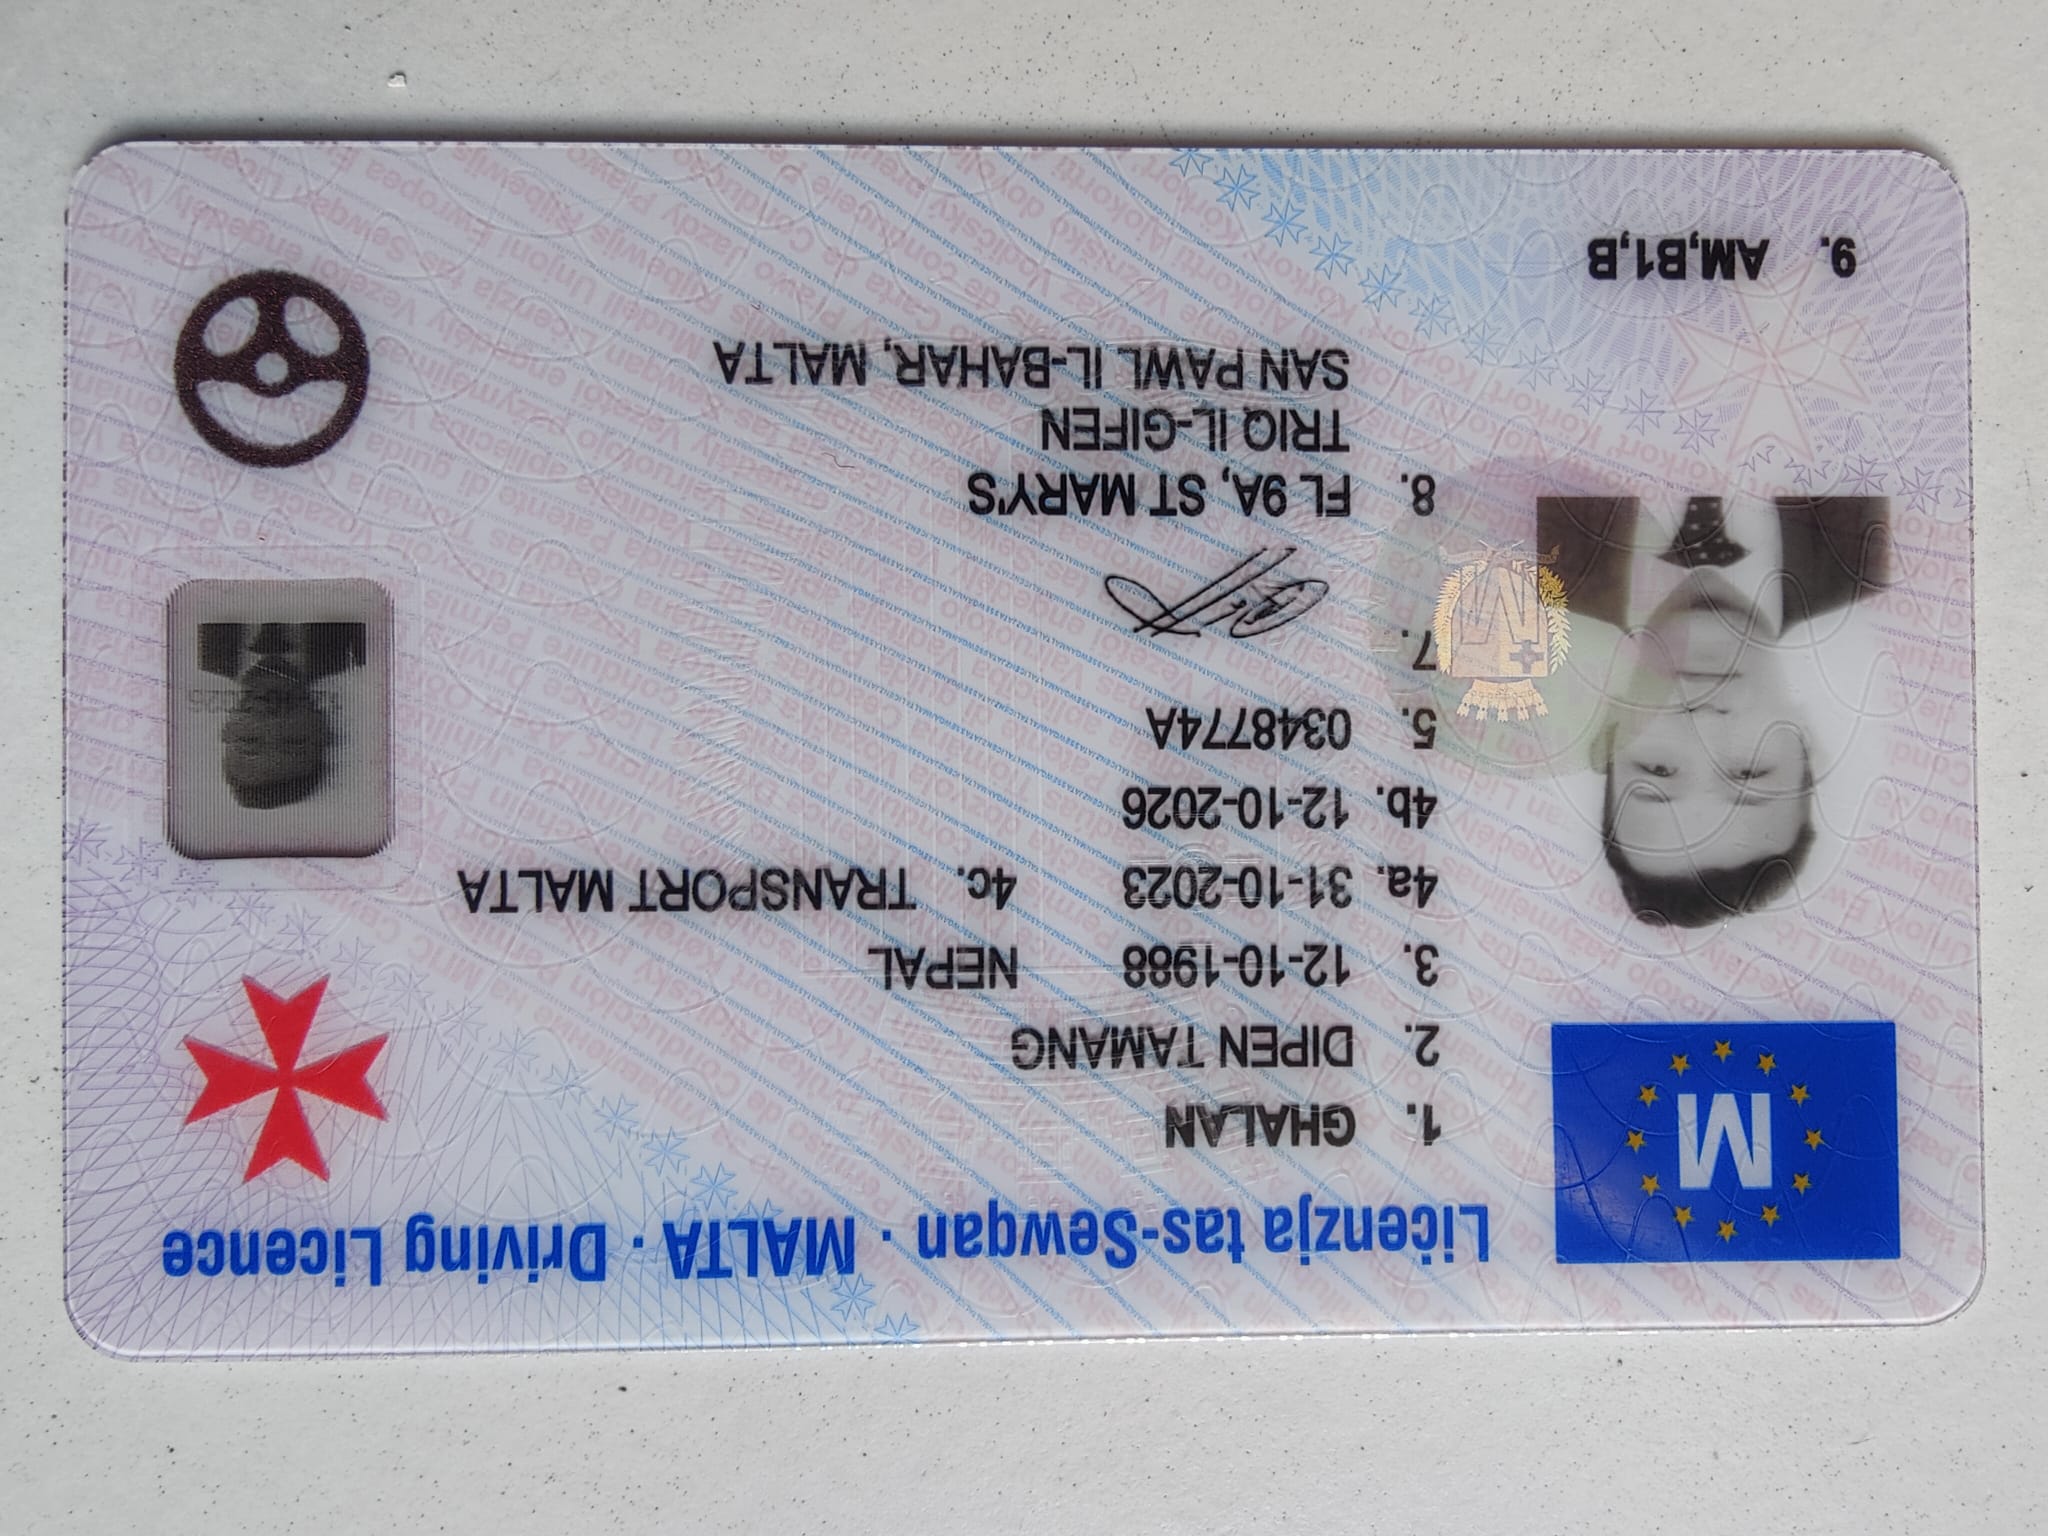 Liċenzja tas-Sewqan · MALTA · Driving Licence
M
1. GHALAN
2. DIPEN TAMANG
3. 12-10-1988 NEPAL
4a. 31-10-2023 4c. TRANSPORT MALTA
4b. 12-10-2026
5. 0348774A
7.
M
8. FL 9A, ST MARY'S
TRIQ IL-GIFEN
SAN PAWL IL-BAHAR, MALTA
9. AM,B1,B